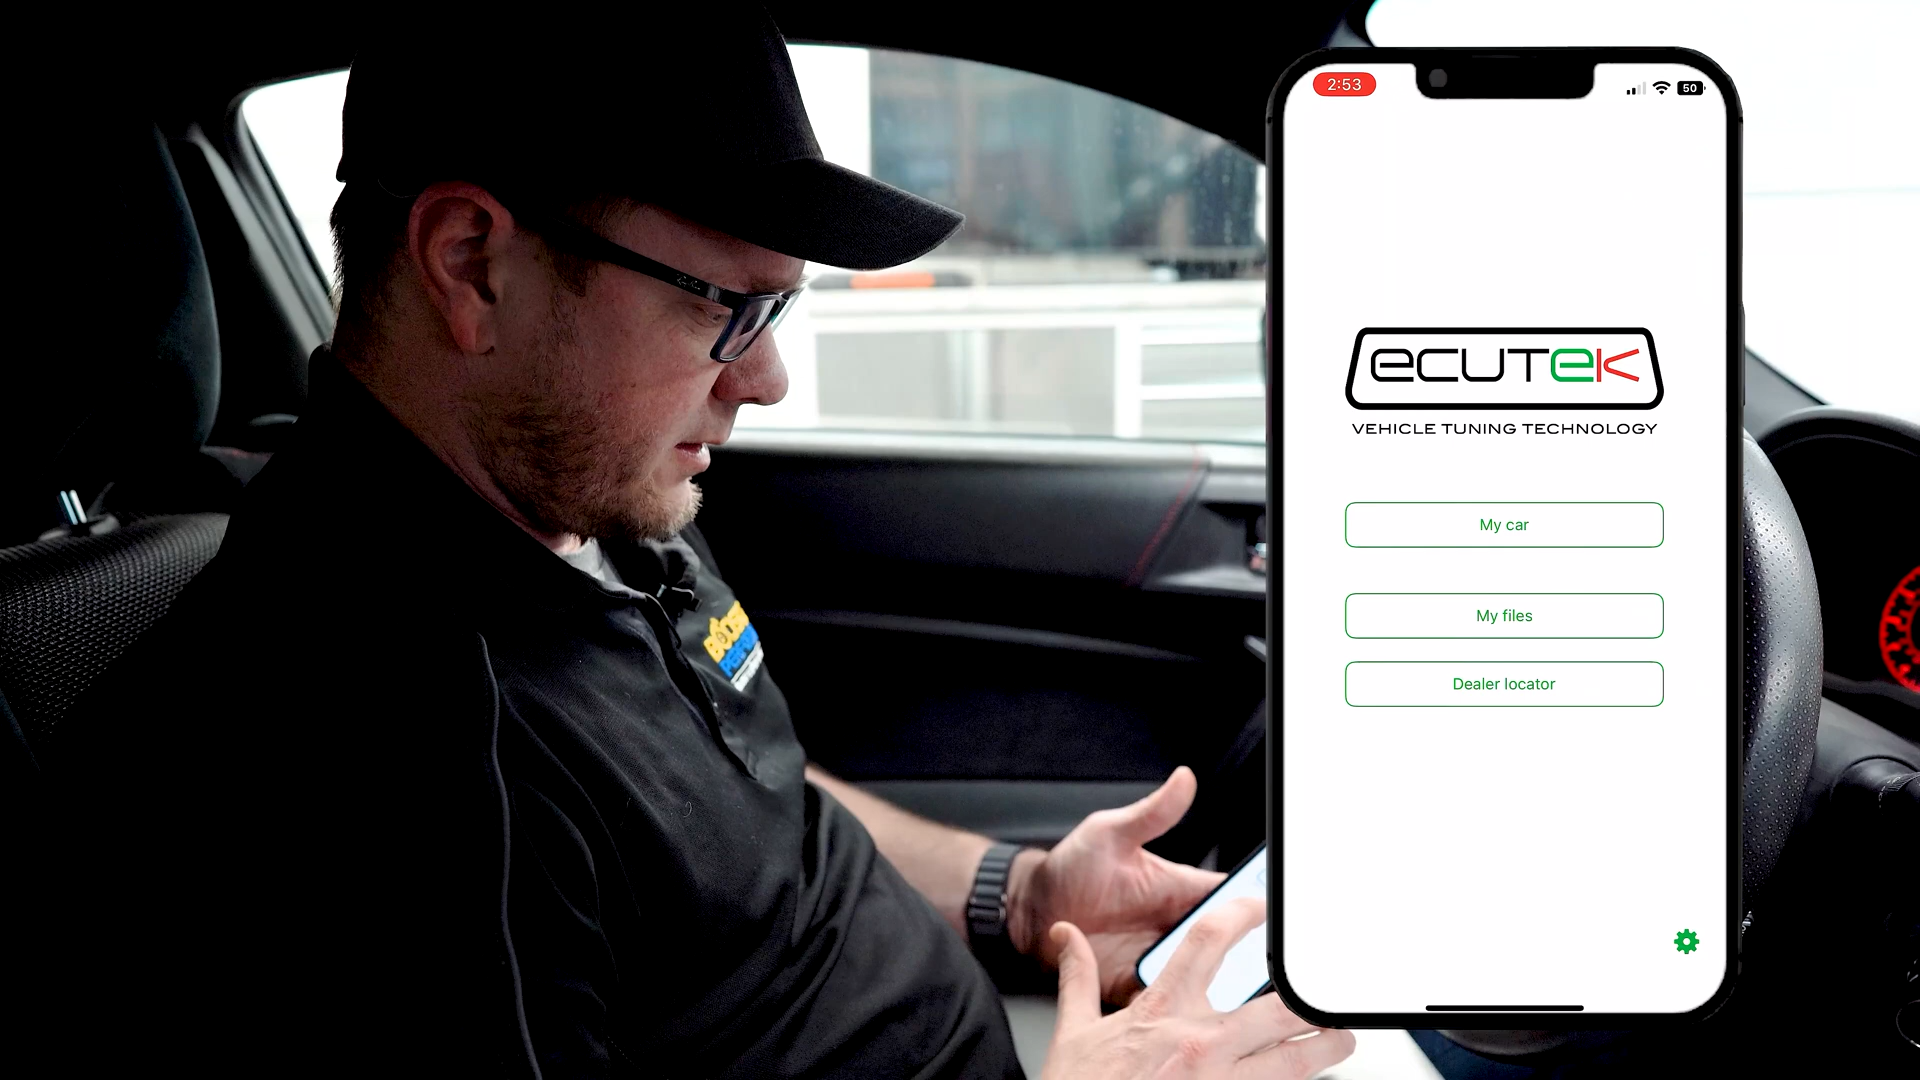 2:53
50
ecutek
VEHICLE TUNING TECHNOLOGY
My car
My files
Dealer locator